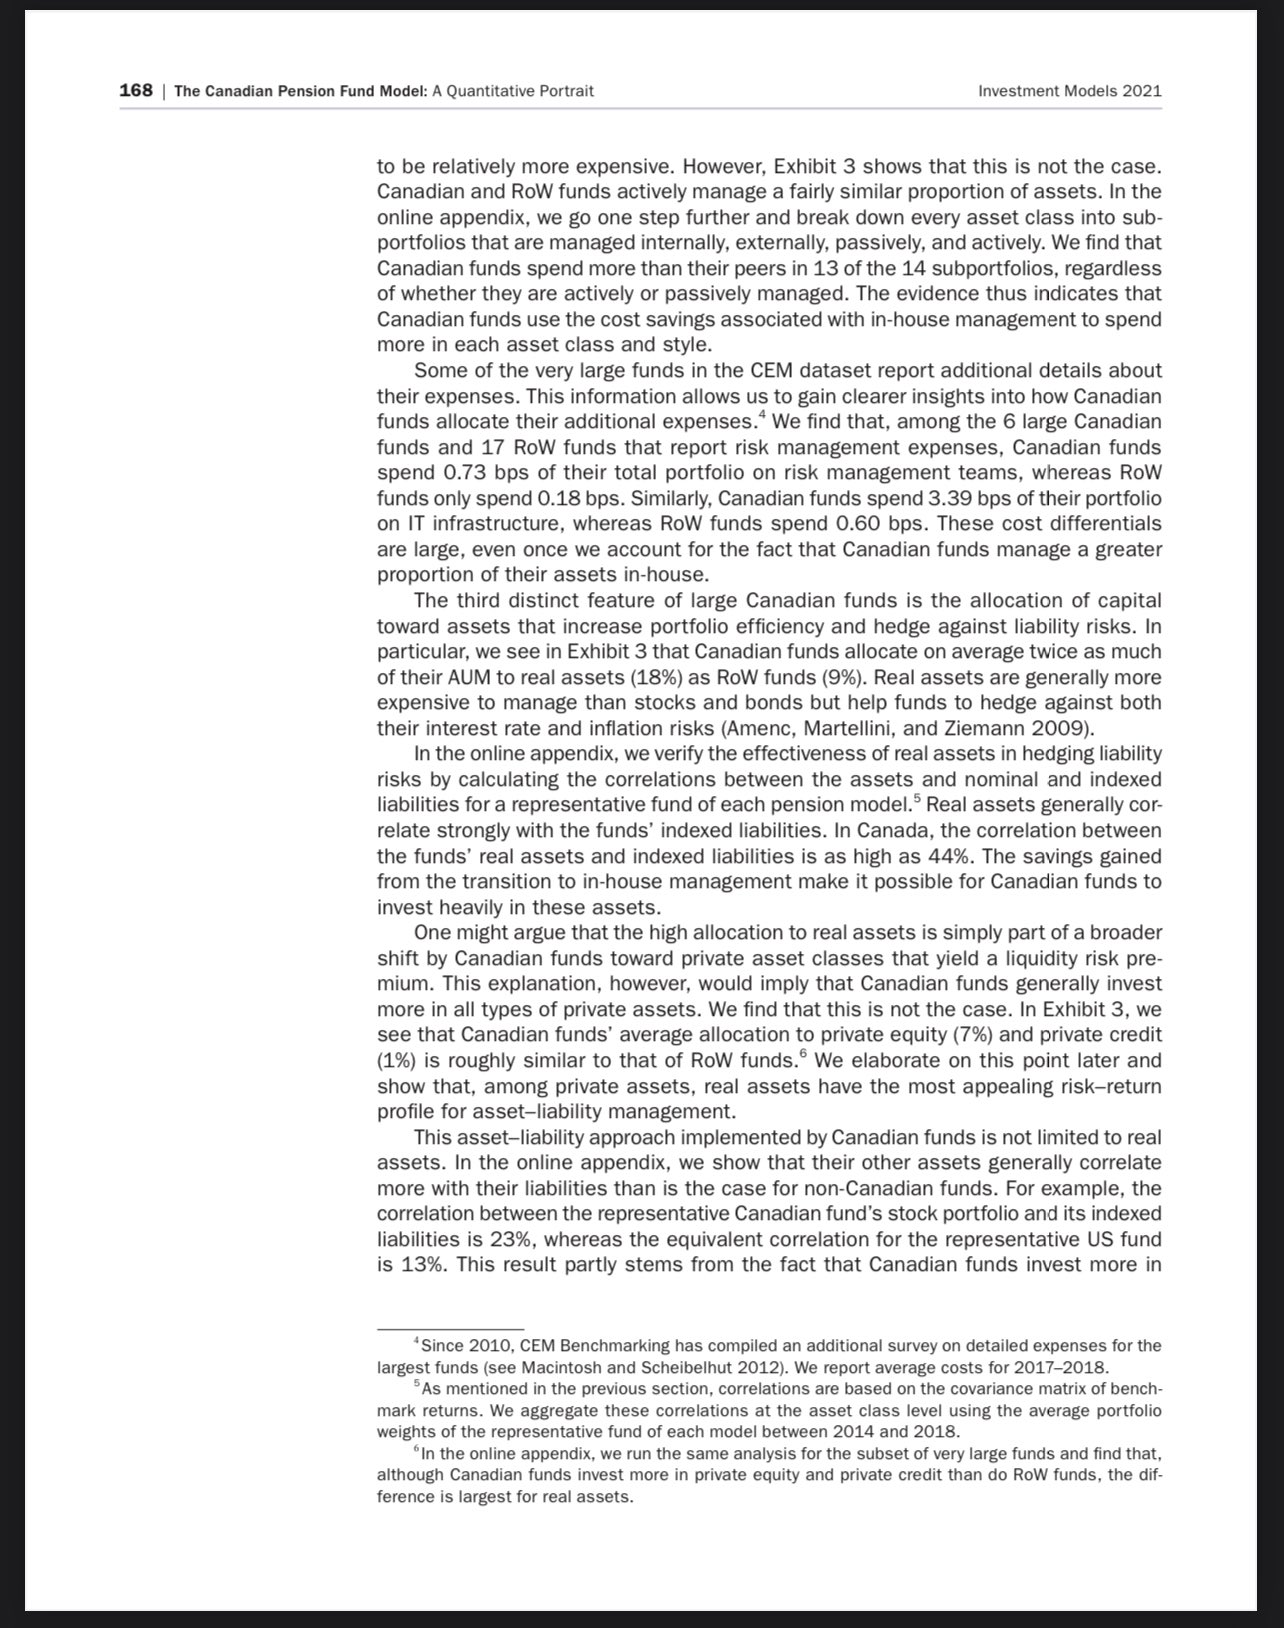 168 | The Canadian Pension Fund Model: A Quantitative Portrait Investment Models 2021
to be relatively more expensive. However, Exhibit 3 shows that this is not the case.
Canadian and RoW funds actively manage a fairly similar proportion of assets. In the
online appendix, we go one step further and break down every asset class into sub-
portfolios that are managed internally, externally, passively, and actively. We find that
Canadian funds spend more than their peers in 13 of the 14 subportfolios, regardless
of whether they are actively or passively managed. The evidence thus indicates that
Canadian funds use the cost savings associated with in-house management to spend
more in each asset class and style.
Some of the very large funds in the CEM dataset report additional details about
their expenses. This information allows us to gain clearer insights into how Canadian
funds allocate their additional expenses.⁴ We find that, among the 6 large Canadian
funds and 17 RoW funds that report risk management expenses, Canadian funds
spend 0.73 bps of their total portfolio on risk management teams, whereas RoW
funds only spend 0.18 bps. Similarly, Canadian funds spend 3.39 bps of their portfolio
on IT infrastructure, whereas RoW funds spend 0.60 bps. These cost differentials
are large, even once we account for the fact that Canadian funds manage a greater
proportion of their assets in-house.
The third distinct feature of large Canadian funds is the allocation of capital
toward assets that increase portfolio efficiency and hedge against liability risks. In
particular, we see in Exhibit 3 that Canadian funds allocate on average twice as much
of their AUM to real assets (18%) as RoW funds (9%). Real assets are generally more
expensive to manage than stocks and bonds but help funds to hedge against both
their interest rate and inflation risks (Amenc, Martellini, and Ziemann 2009).
In the online appendix, we verify the effectiveness of real assets in hedging liability
risks by calculating the correlations between the assets and nominal and indexed
liabilities for a representative fund of each pension model.⁵ Real assets generally cor-
relate strongly with the funds’ indexed liabilities. In Canada, the correlation between
the funds’ real assets and indexed liabilities is as high as 44%. The savings gained
from the transition to in-house management make it possible for Canadian funds to
invest heavily in these assets.
One might argue that the high allocation to real assets is simply part of a broader
shift by Canadian funds toward private asset classes that yield a liquidity risk pre-
mium. This explanation, however, would imply that Canadian funds generally invest
more in all types of private assets. We find that this is not the case. In Exhibit 3, we
see that Canadian funds’ average allocation to private equity (7%) and private credit
(1%) is roughly similar to that of RoW funds.⁶ We elaborate on this point later and
show that, among private assets, real assets have the most appealing risk–return
profile for asset–liability management.
This asset–liability approach implemented by Canadian funds is not limited to real
assets. In the online appendix, we show that their other assets generally correlate
more with their liabilities than is the case for non-Canadian funds. For example, the
correlation between the representative Canadian fund’s stock portfolio and its indexed
liabilities is 23%, whereas the equivalent correlation for the representative US fund
is 13%. This result partly stems from the fact that Canadian funds invest more in
⁴Since 2010, CEM Benchmarking has compiled an additional survey on detailed expenses for the
largest funds (see Macintosh and Scheibelhut 2012). We report average costs for 2017–2018.
⁵As mentioned in the previous section, correlations are based on the covariance matrix of bench-
mark returns. We aggregate these correlations at the asset class level using the average portfolio
weights of the representative fund of each model between 2014 and 2018.
⁶In the online appendix, we run the same analysis for the subset of very large funds and find that,
although Canadian funds invest more in private equity and private credit than do RoW funds, the dif-
ference is largest for real assets.